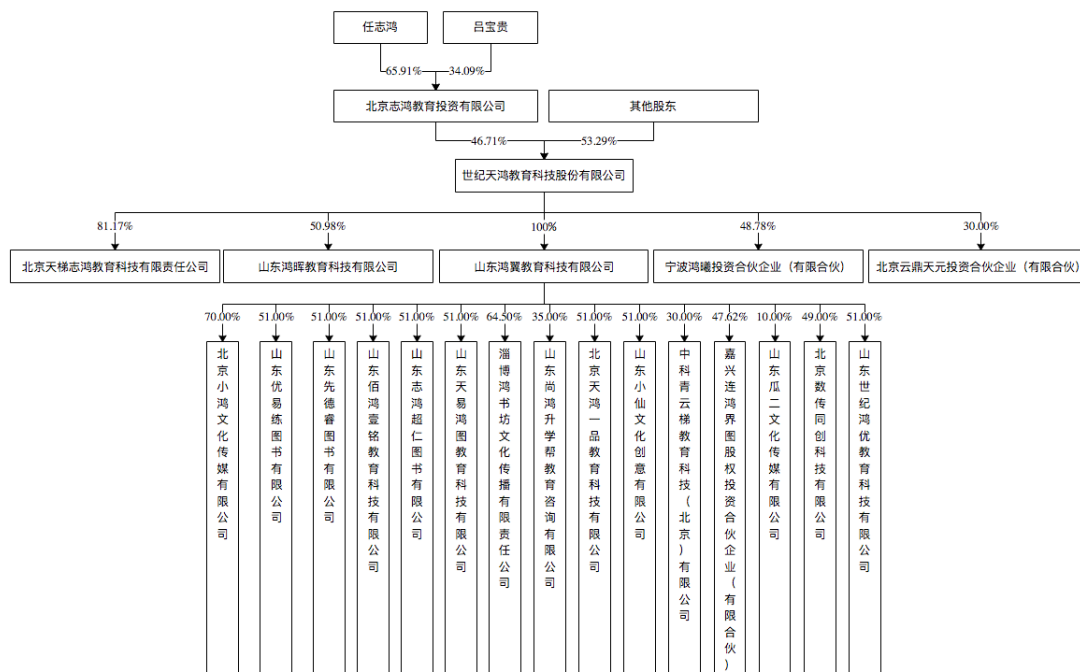 任志鸿
吕宝贵
65.91%
34.09%
北京志鸿教育投资有限公司
其他股东
46.71%
53.29%
世纪天鸿教育科技股份有限公司
81.17%
50.98%
100%
48.78%
30.00%
北京天梯志鸿教育科技有限责任公司
山东鸿晖教育科技有限公司
山东鸿翼教育科技有限公司
宁波鸿曦投资合伙企业（有限合伙）
北京云鼎天元投资合伙企业（有限合伙）
70.00%
51.00%
51.00%
51.00%
51.00%
51.00%
64.50%
35.00%
51.00%
51.00%
30.00%
47.62%
10.00%
49.00%
51.00%
北京小鸿文化传媒有限公司
山东优易练图书有限公司
山东先德睿图书有限公司
山东佰鸿壹铭教育科技有限公司
山东志鸿超仁图书有限公司
山东天易鸿图教育科技有限公司
淄博鸿书坊文化传播有限责任公司
山东尚鸿升学帮教育咨询有限公司
北京天鸿一品教育科技有限公司
山东小仙文化创意有限公司
中科青云梯教育科技（北京）有限公司
嘉兴连鸿界图股权投资合伙企业（有限合伙）
山东瓜二文化传媒有限公司
北京数传同创科技有限公司
山东世纪鸿优教育科技有限公司